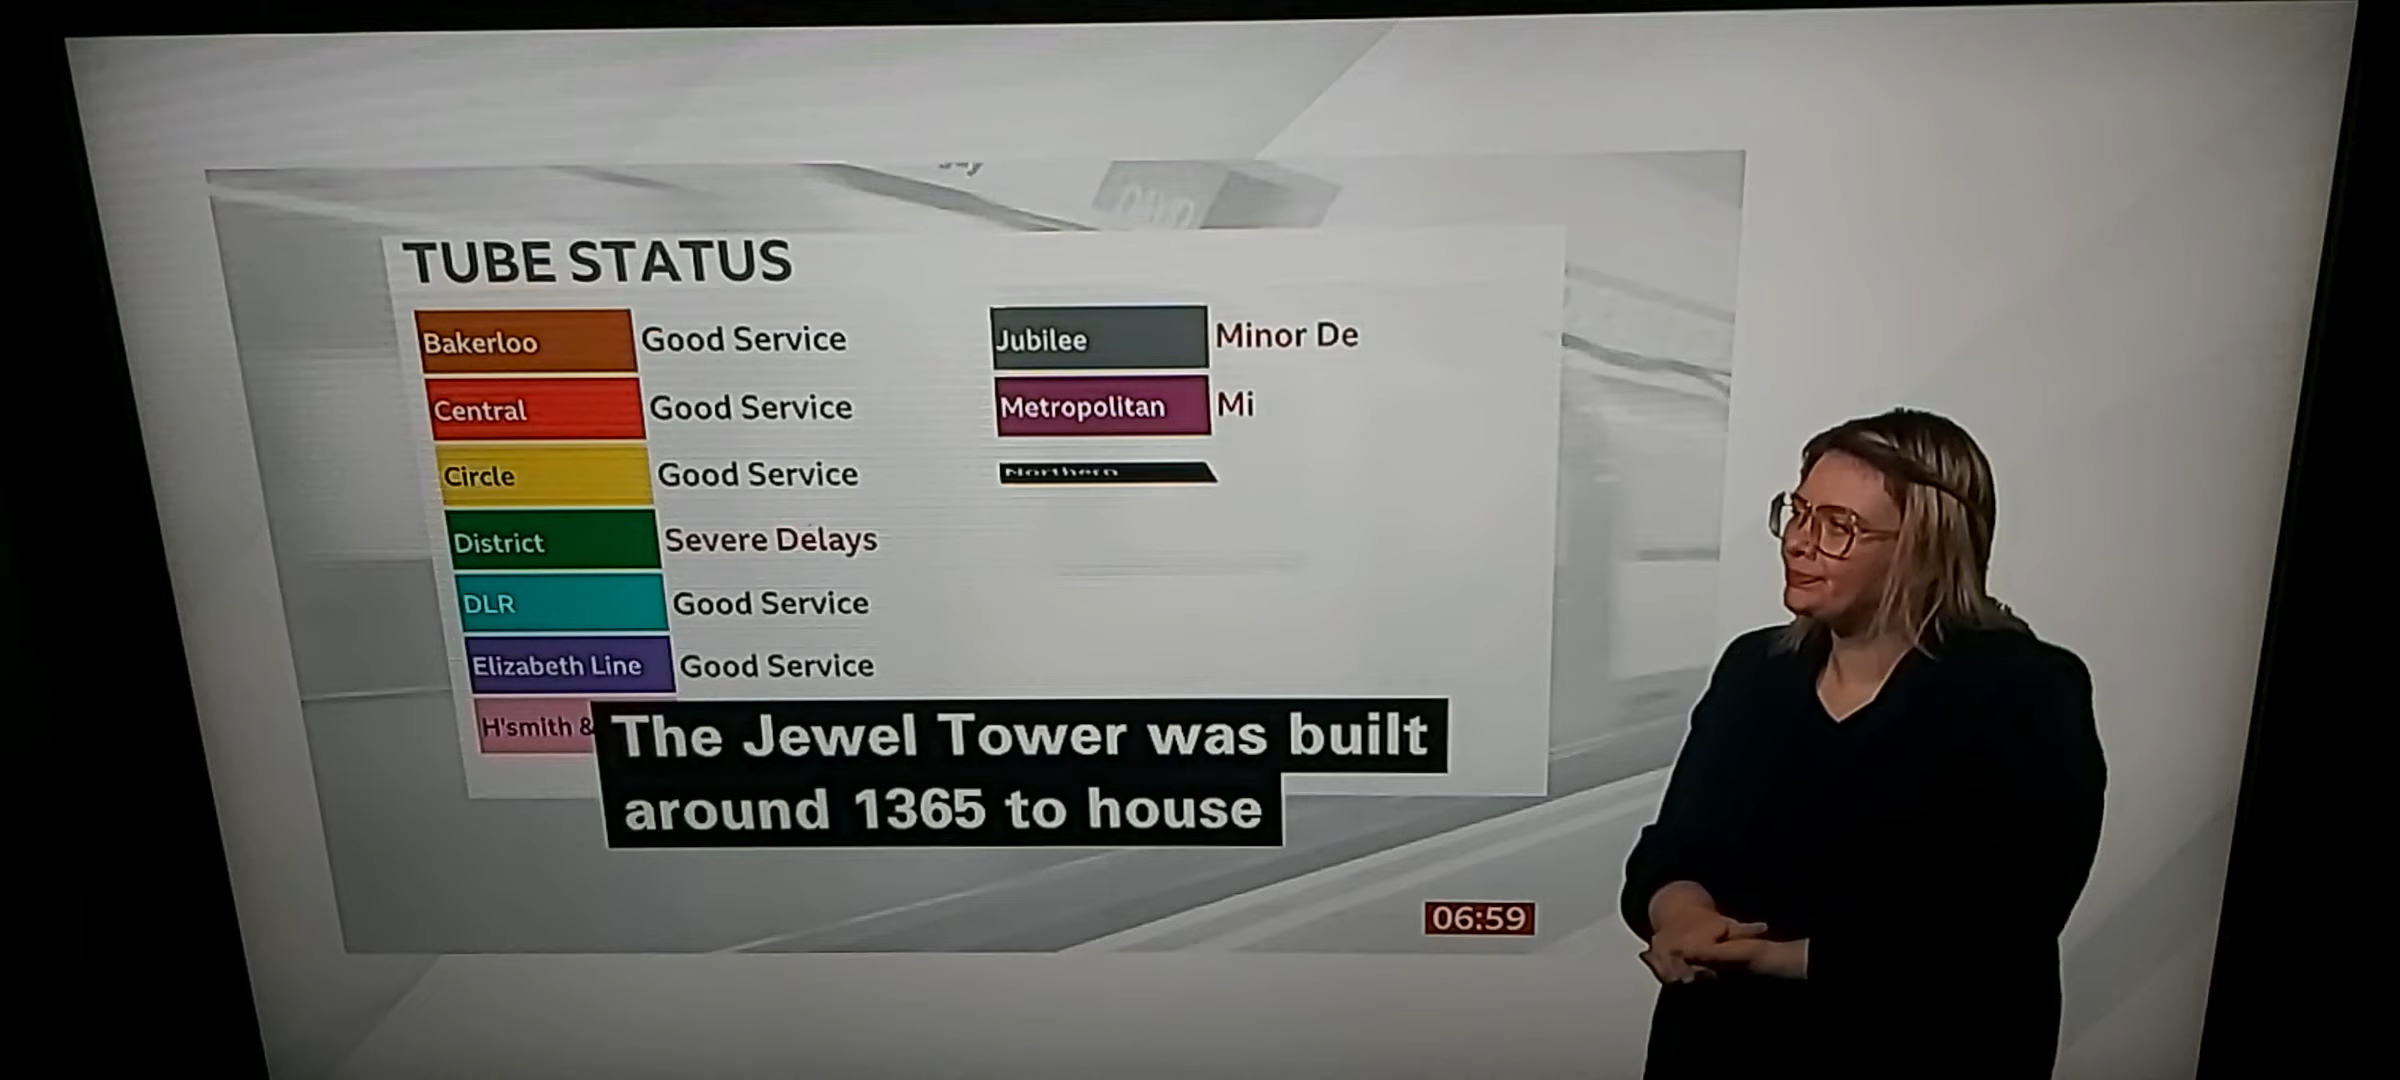 TUBE STATUS
Bakerloo Good Service
Central Good Service
Circle Good Service
District Severe Delays
DLR Good Service
Elizabeth Line Good Service
H'smith &
Jubilee Minor De
Metropolitan Mi
Northern
The Jewel Tower was built
around 1365 to house
06:59